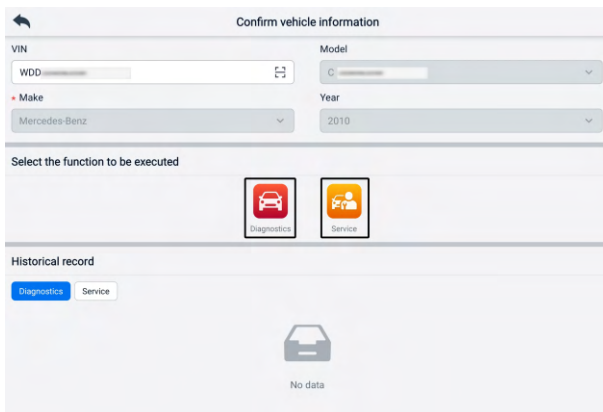 Confirm vehicle information
VIN
Model
WDD
C
* Make
Year
Mercedes-Benz
2010
Select the function to be executed
Diagnostics
Service
Historical record
Diagnostics
Service
No data